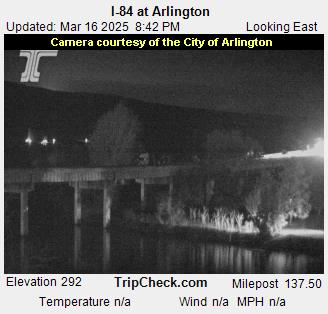 I-84 at Arlington
Updated: Mar 16 2025 8:42 PM Looking East
Camera courtesy of the City of Arlington
Elevation 292 TripCheck.com Milepost 137.50
Temperature n/a Wind n/a MPH n/a